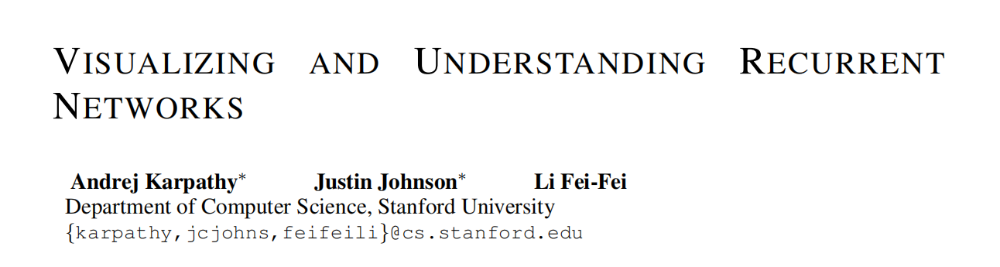 VISUALIZING AND UNDERSTANDING RECURRENT
NETWORKS
Andrej Karpathy* Justin Johnson* Li Fei-Fei
Department of Computer Science, Stanford University
{karpathy,jcjohns,feifeili}@cs.stanford.edu